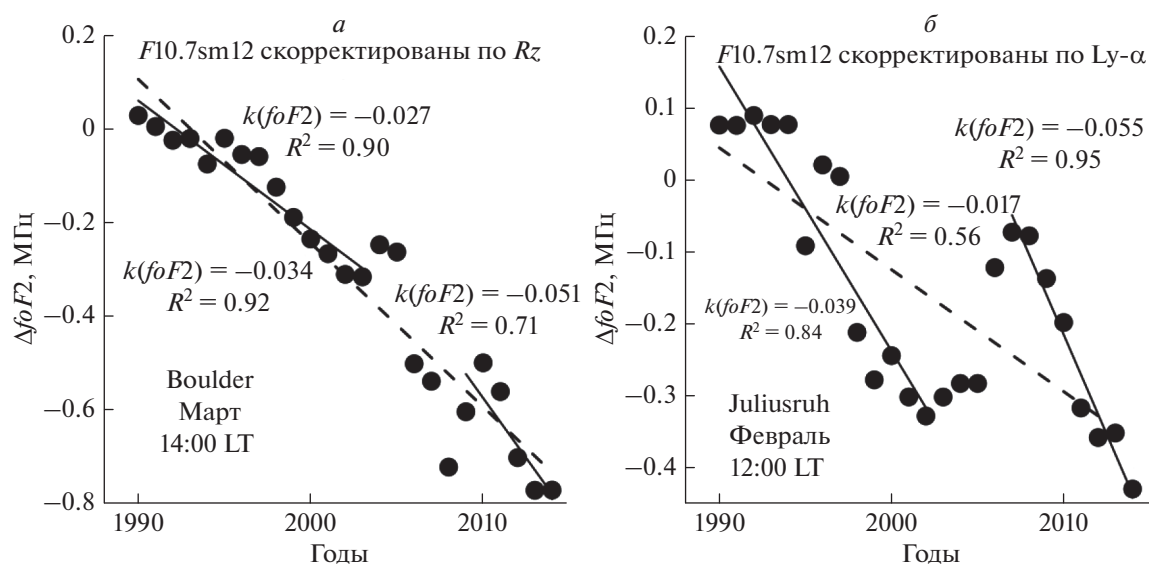 а
F10.7sm12 скорректированы по Rz
0.2
0
−0.2
−0.4
−0.6
−0.8
ΔfoF2, МГц
k(foF2) = −0.027
R² = 0.90
k(foF2) = −0.034
R² = 0.92
k(foF2) = −0.051
R² = 0.71
Boulder
Март
14:00 LT
1990
2000
2010
Годы
б
F10.7sm12 скорректированы по Ly-α
0.2
0.1
0
−0.1
−0.2
−0.3
−0.4
ΔfoF2, МГц
k(foF2) = −0.055
R² = 0.95
k(foF2) = −0.017
R² = 0.56
k(foF2) = −0.039
R² = 0.84
Juliusruh
Февраль
12:00 LT
1990
2000
2010
Годы